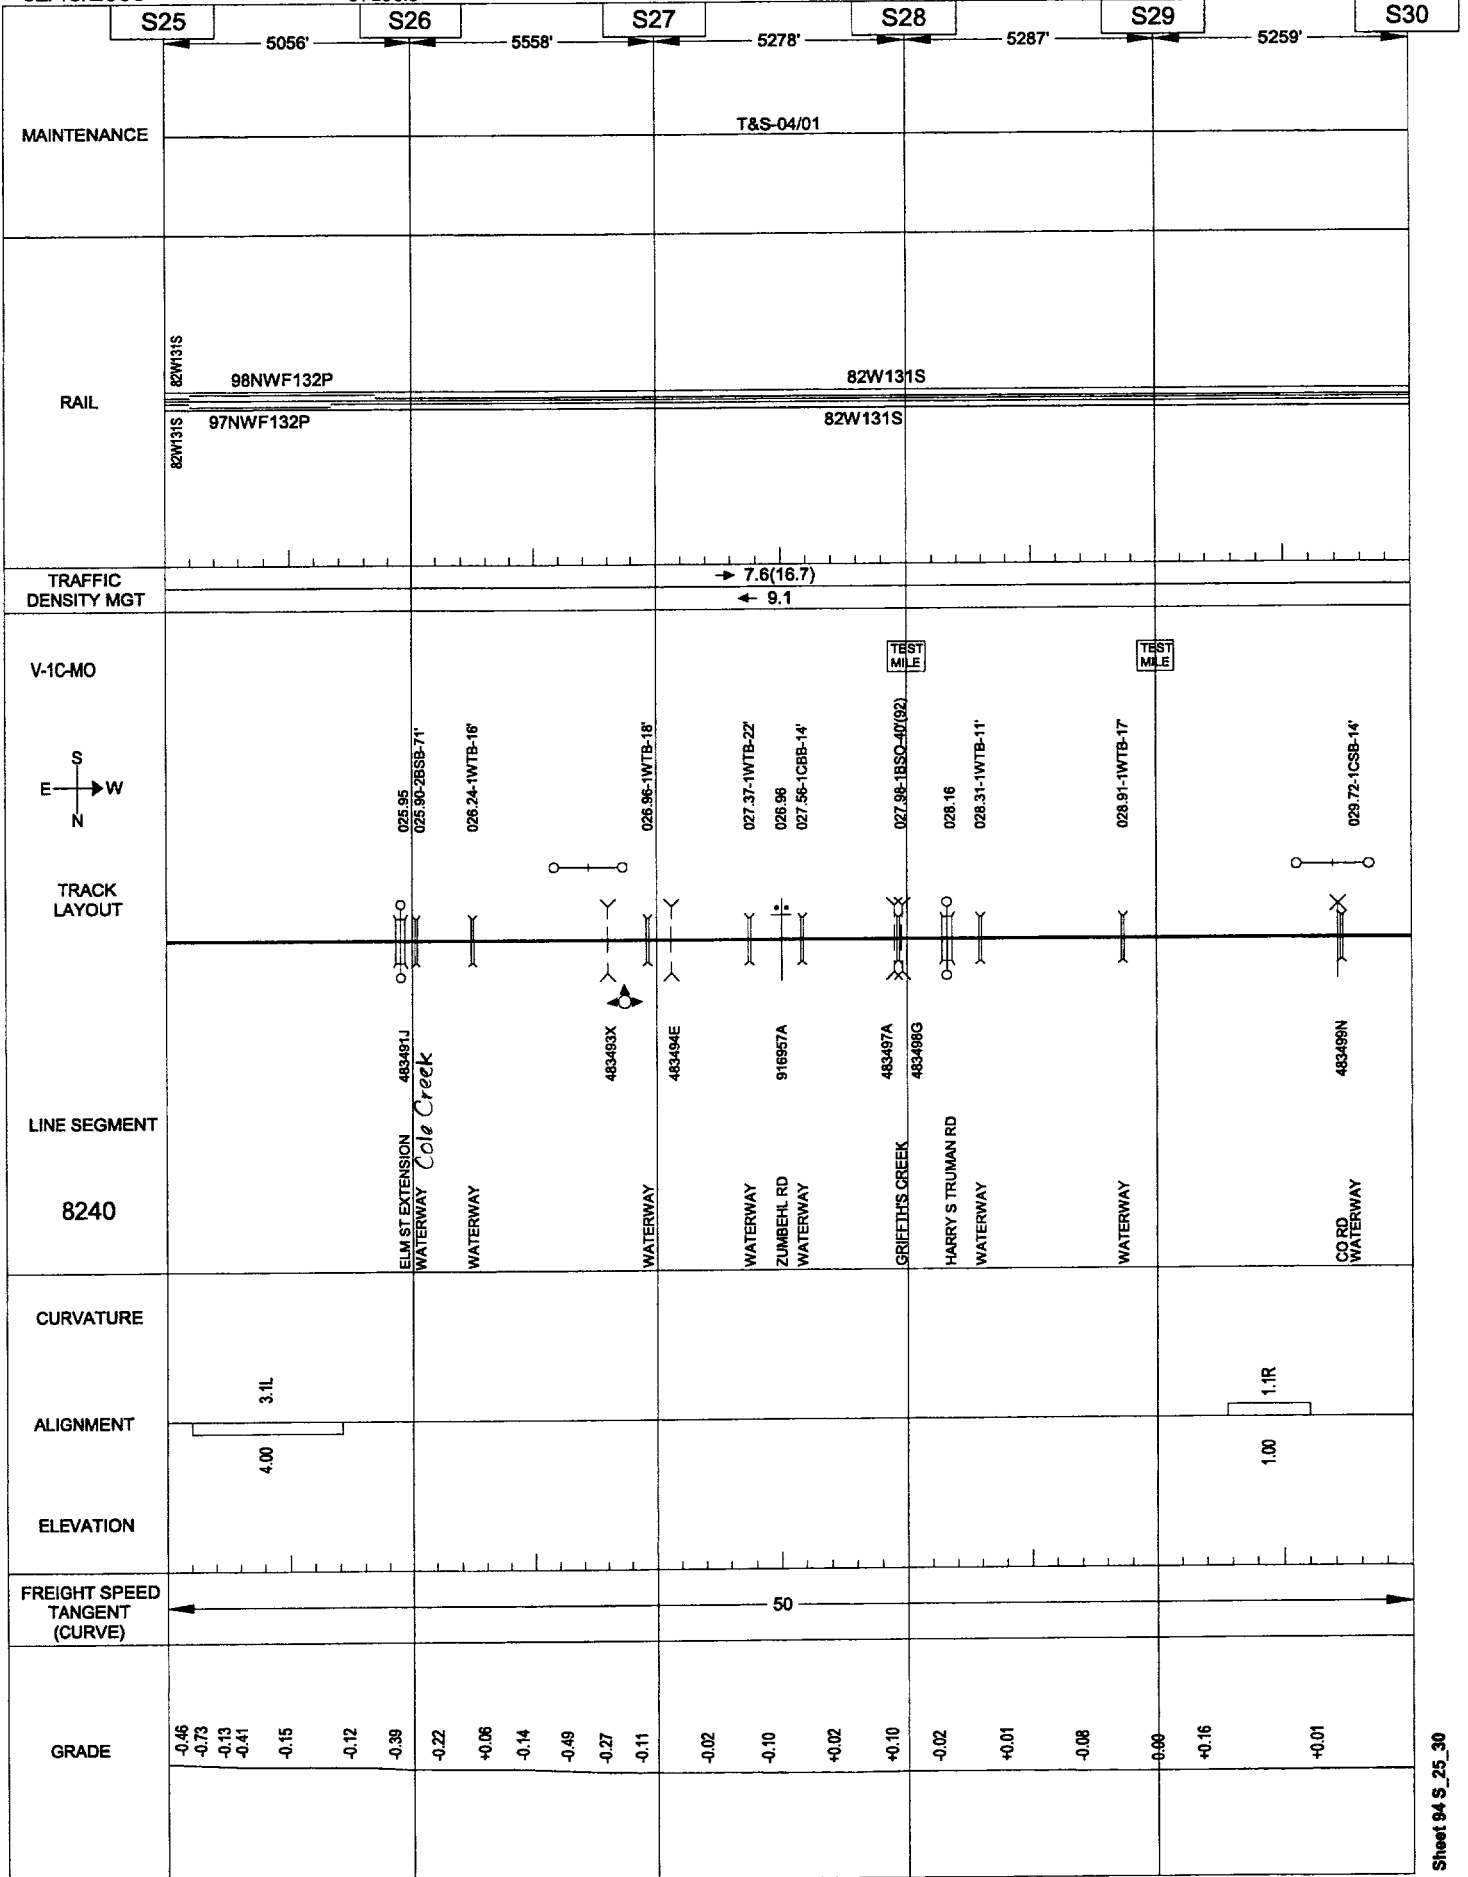 S25 S26 S27 S28 S29 S30
5056' 5558' 5278' 5287' 5259'
MAINTENANCE
T&S-04/01
RAIL
82W131S
98NWF132P
82W131S
82W131S
97NWF132P
82W131S
TRAFFIC
DENSITY MGT
7.6(16.7)
9.1
V-1C-MO
TEST
MILE
TEST
MILE
S
E W
N
025.95
025.90-2BSB-71'
026.24-1WTB-16'
026.96-1WTB-18'
027.37-1WTB-22'
026.96
027.56-1CBB-14'
027.98-1BSO-40'(92)
028.16
028.31-1WTB-11'
028.91-1WTB-17'
029.72-1CSB-14'
TRACK
LAYOUT
483491J
483493X
483494E
916957A
483497A
483498G
483499N
LINE SEGMENT
8240
ELM ST EXTENSION
WATERWAY Cole Creek
WATERWAY
WATERWAY
WATERWAY
ZUMBEHL RD
WATERWAY
GRIFFTH'S CREEK
HARRY S TRUMAN RD
WATERWAY
WATERWAY
CO RD
WATERWAY
CURVATURE
3.1L
1.1R
ALIGNMENT
4.00
1.00
ELEVATION
FREIGHT SPEED
TANGENT
(CURVE)
50
GRADE
-0.46
-0.73
-0.13
-0.41
-0.15
-0.12
-0.39
-0.22
+0.06
-0.14
-0.49
-0.27
-0.11
-0.02
-0.10
+0.02
+0.10
-0.02
+0.01
-0.08
0.00
+0.16
+0.01
Sheet 94 S_25_30